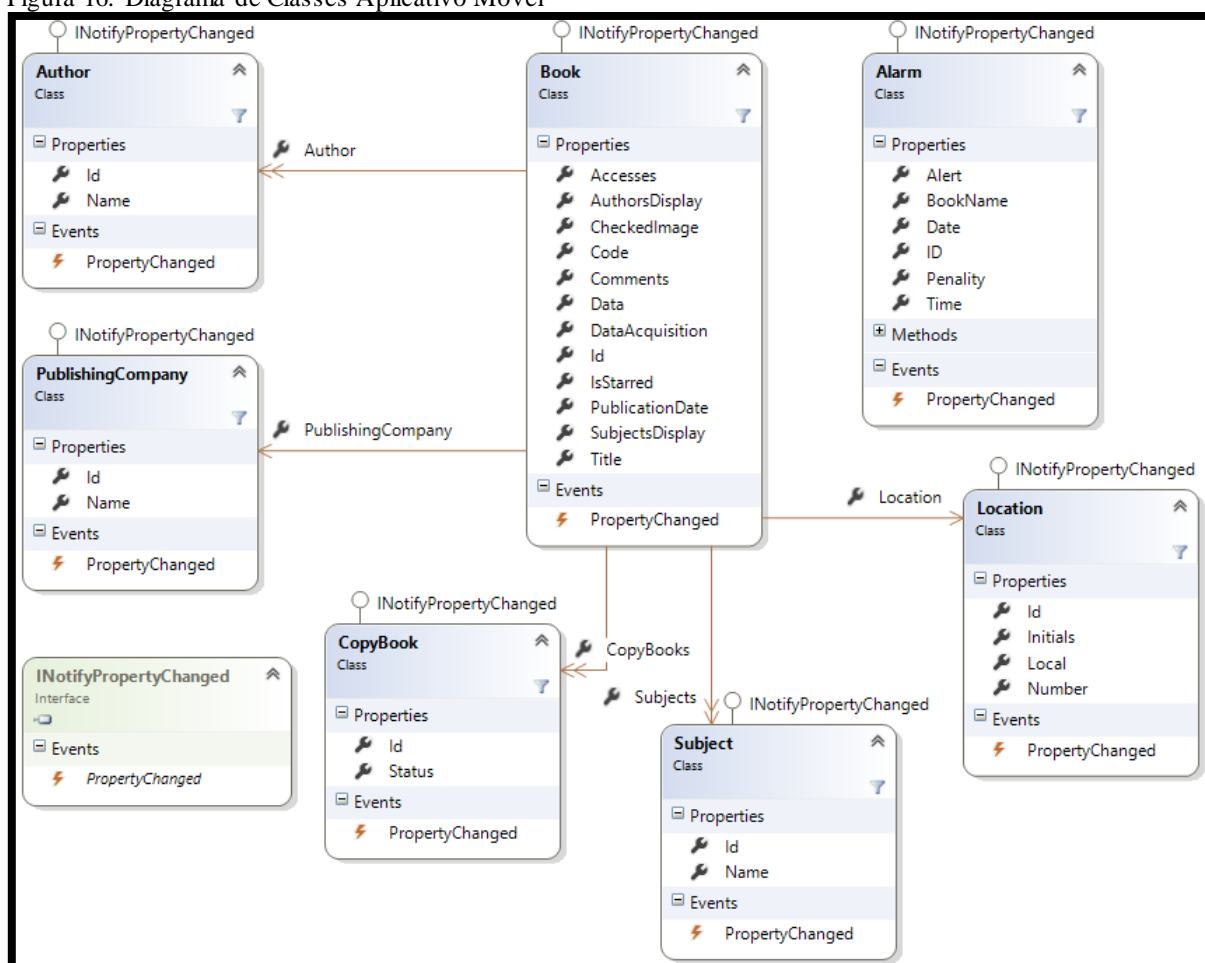 Figura 16: Diagrama de Classes Aplicativo Móvel
INotifyPropertyChanged
Author
Class
Properties
Id
Name
Events
PropertyChanged
Author
INotifyPropertyChanged
Book
Class
Properties
Accesses
AuthorsDisplay
CheckedImage
Code
Comments
Data
DataAcquisition
Id
IsStarred
PublicationDate
SubjectsDisplay
Title
Events
PropertyChanged
INotifyPropertyChanged
Alarm
Class
Properties
Alert
BookName
Date
ID
Penality
Time
Methods
Events
PropertyChanged
INotifyPropertyChanged
PublishingCompany
Class
Properties
Id
Name
Events
PropertyChanged
PublishingCompany
Location
INotifyPropertyChanged
Location
Class
Properties
Id
Initials
Local
Number
Events
PropertyChanged
INotifyPropertyChanged
Interface
Events
PropertyChanged
INotifyPropertyChanged
CopyBook
Class
Properties
Id
Status
Events
PropertyChanged
CopyBooks
Subjects
INotifyPropertyChanged
Subject
Class
Properties
Id
Name
Events
PropertyChanged